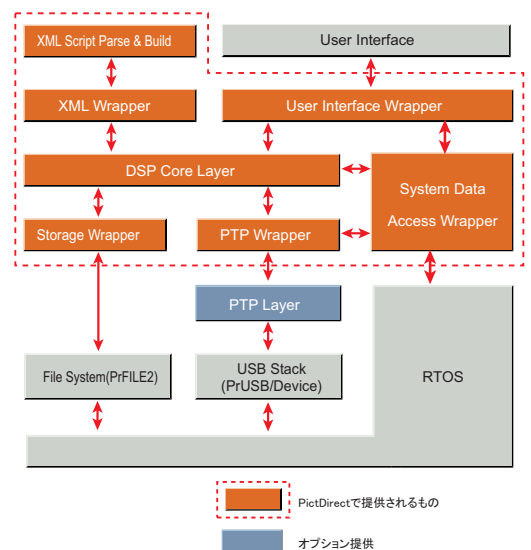 XML Script Parse & Build
User Interface
XML Wrapper
User Interface Wrapper
DSP Core Layer
System Data
Access Wrapper
Storage Wrapper
PTP Wrapper
PTP Layer
File System(PrFILE2)
USB Stack
(PrUSB/Device)
RTOS
PictDirectで提供されるもの
オプション提供